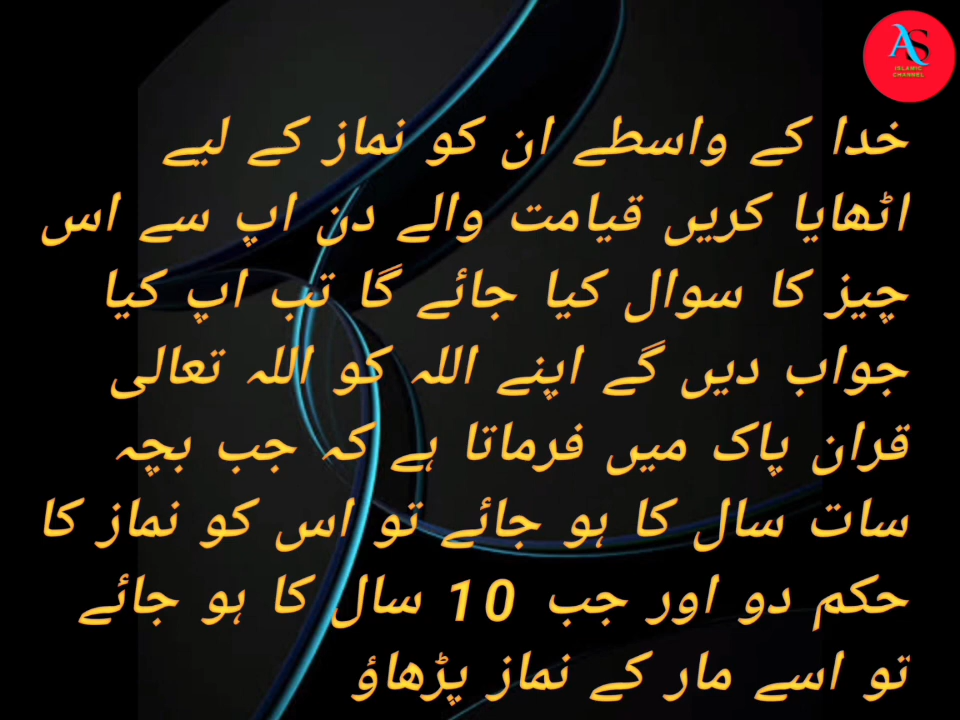 AS
ISLAMIC
CHANNEL
خدا کے واسطے ان کو نماز کے لیے
اٹھایا کریں قیامت والے دن اپ سے اس
چیز کا سوال کیا جائے گا تب اپ کیا
جواب دیں گے اپنے اللہ کو اللہ تعالی
قران پاک میں فرماتا ہے کہ جب بچہ
سات سال کا ہو جائے تو اس کو نماز کا
حکم دو اور جب 10 سال کا ہو جائے
تو اسے مار کے نماز پڑھاؤ